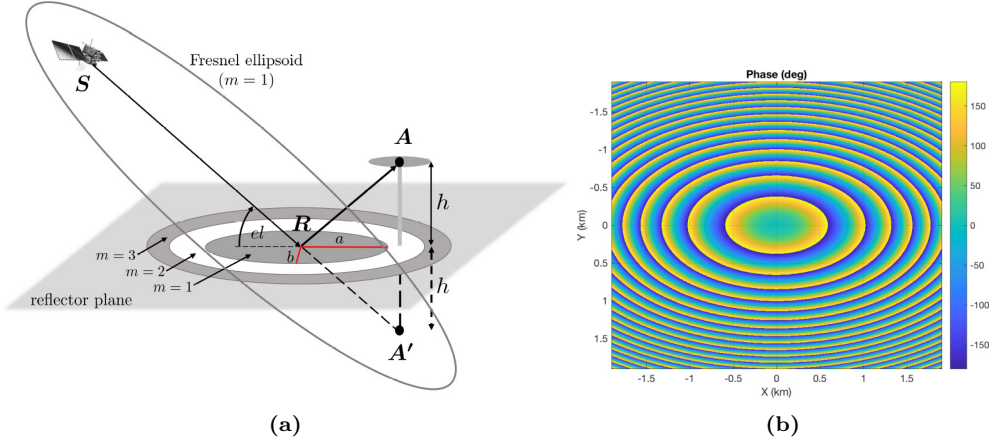 Fresnel ellipsoid
(m = 1)
S
A
h
R
el
a
b
m = 3
m = 2
m = 1
h
reflector plane
A′
(a)
Phase (deg)
-1.5
-1
-0.5
0
0.5
1
1.5
Y (km)
-1.5
-1
-0.5
0
0.5
1
1.5
X (km)
150
100
50
0
-50
-100
-150
(b)